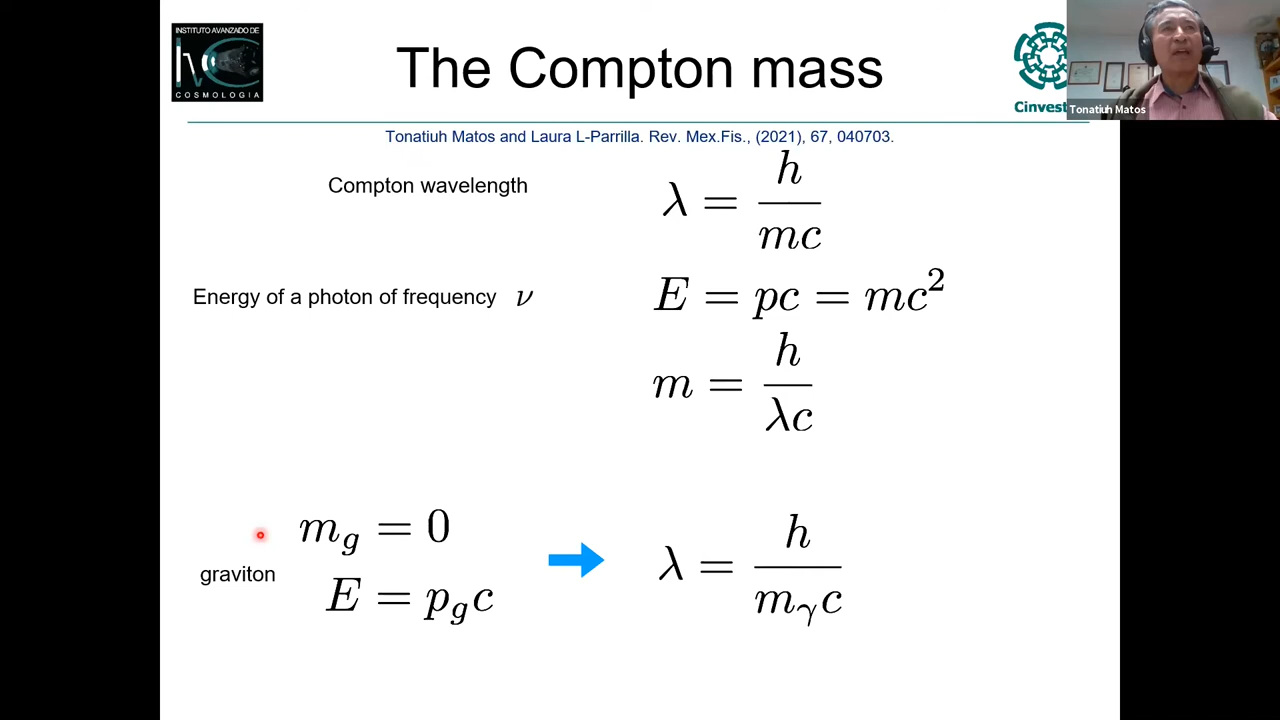 INSTITUTO AVANZADO DE
COSMOLOGIA
The Compton mass
Cinvest
Tonatiuh Matos
Tonatiuh Matos and Laura L-Parrilla. Rev. Mex.Fis., (2021), 67, 040703.
Compton wavelength
λ = h / mc
Energy of a photon of frequency ν
E = pc = mc²
m = h / λc
m_g = 0
graviton
E = p_g c
λ = h / m_γ c